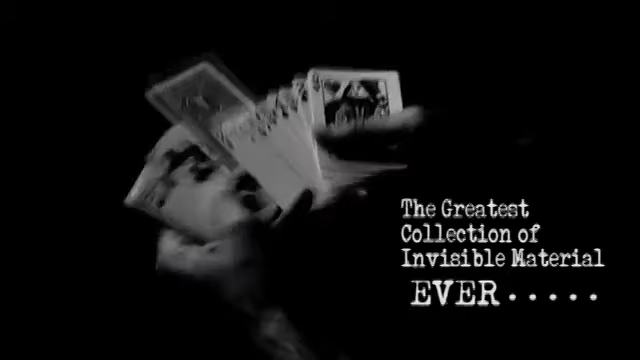 The Greatest
Collection of
Invisible Material
EVER.....